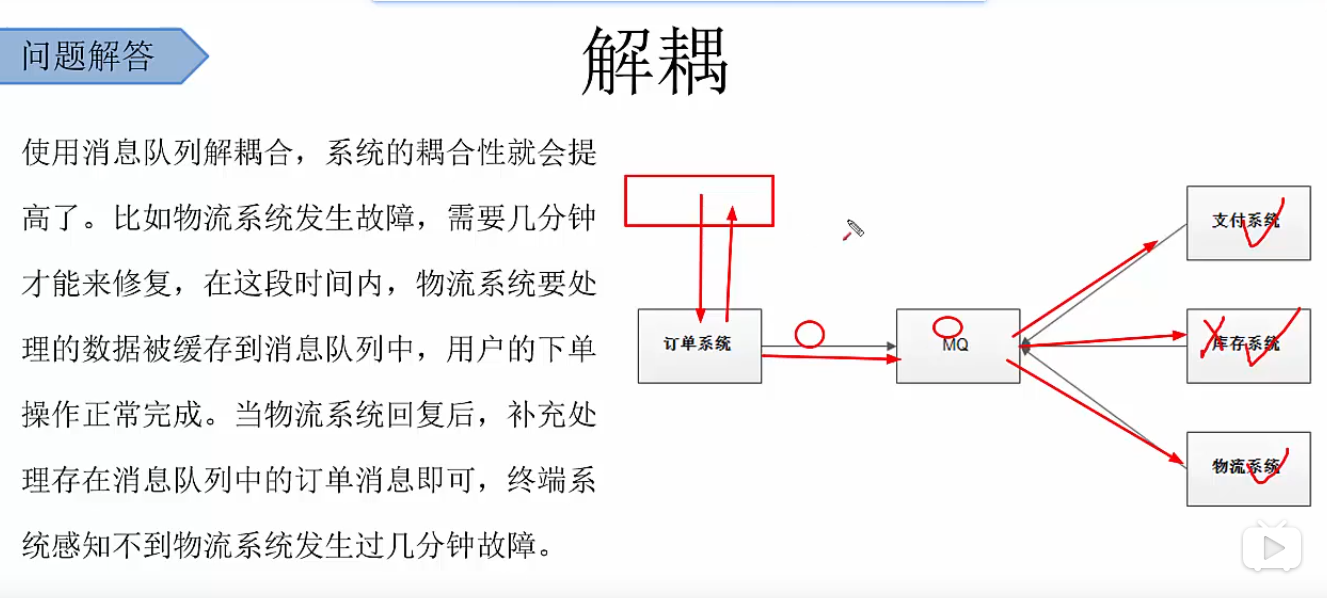 问题解答
解耦
使用消息队列解耦合，系统的耦合性就会提
高了。比如物流系统发生故障，需要几分钟
才能来修复，在这段时间内，物流系统要处
理的数据被缓存到消息队列中，用户的下单
操作正常完成。当物流系统回复后，补充处
理存在消息队列中的订单消息即可，终端系
统感知不到物流系统发生过几分钟故障。
支付系统
订单系统
MQ
库存系统
物流系统